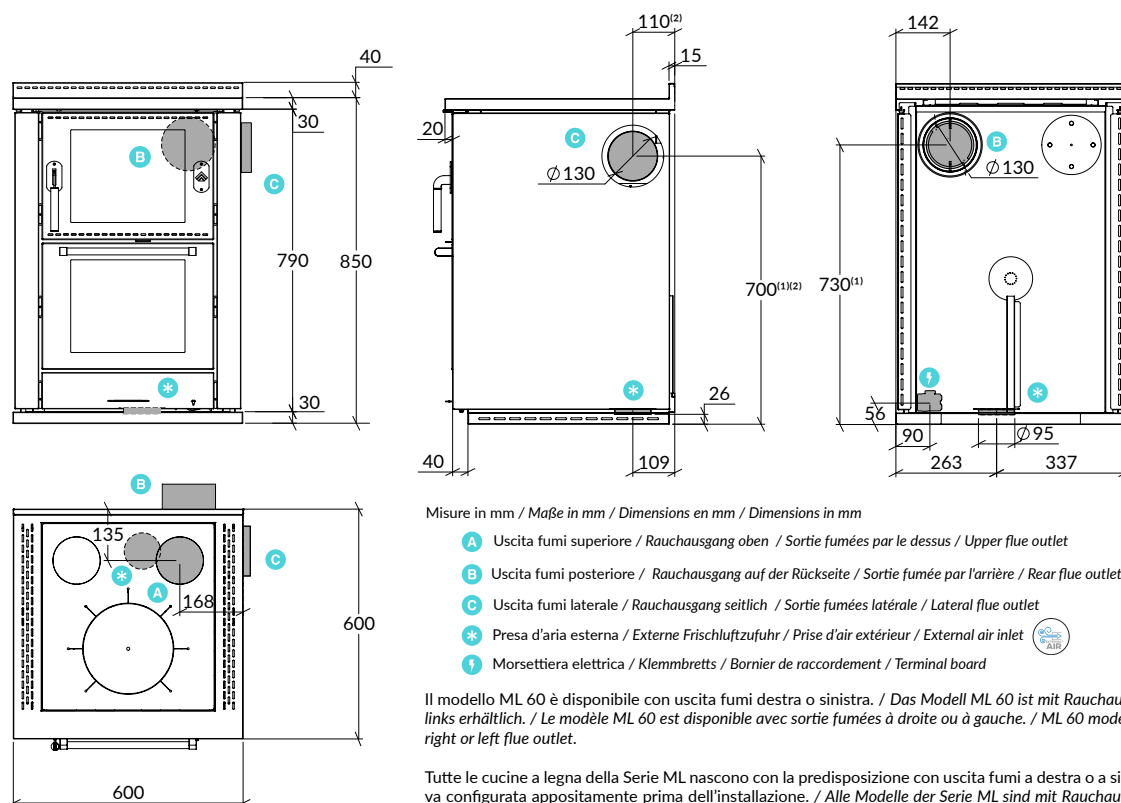 40
30
B
C
790
850
30
110(2)
15
20
C
Ø 130
700(1)(2)
26
40
109
142
B
Ø 130
730(1)
56
90
Ø 95
263
337
B
135
C
A
168
600
600
Misure in mm / Maße in mm / Dimensions en mm / Dimensions in mm
A Uscita fumi superiore / Rauchausgang oben / Sortie fumées par le dessus / Upper flue outlet
B Uscita fumi posteriore / Rauchausgang auf der Rückseite / Sortie fumée par l'arrière / Rear flue outlet
C Uscita fumi laterale / Rauchausgang seitlich / Sortie fumées latérale / Lateral flue outlet
* Presa d'aria esterna / Externe Frischluftzufuhr / Prise d'air extérieur / External air inlet
AIR
Morsettiera elettrica / Klemmbretts / Bornier de raccordement / Terminal board
Il modello ML 60 è disponibile con uscita fumi destra o sinistra. / Das Modell ML 60 ist mit Rauchau
links erhältlich. / Le modèle ML 60 est disponible avec sortie fumées à droite ou à gauche. / ML 60 mode
right or left flue outlet.
Tutte le cucine a legna della Serie ML nascono con la predisposizione con uscita fumi a destra o a si
va configurata appositamente prima dell'installazione. / Alle Modelle der Serie ML sind mit Rauchau